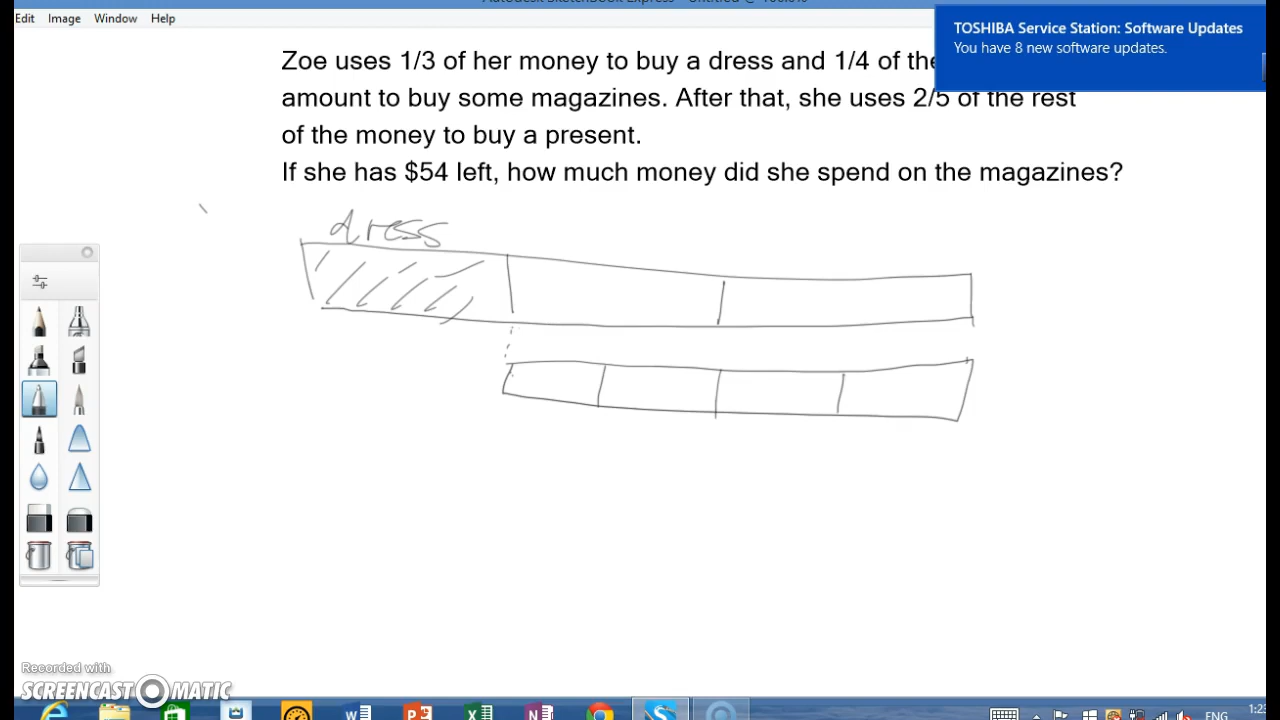 Edit Image Window Help
TOSHIBA Service Station: Software Updates
You have 8 new software updates.
Zoe uses 1/3 of her money to buy a dress and 1/4 of the
amount to buy some magazines. After that, she uses 2/5 of the rest
of the money to buy a present.
If she has $54 left, how much money did she spend on the magazines?
dress
Recorded with
SCREENCAST MATIC
ENG
1:23